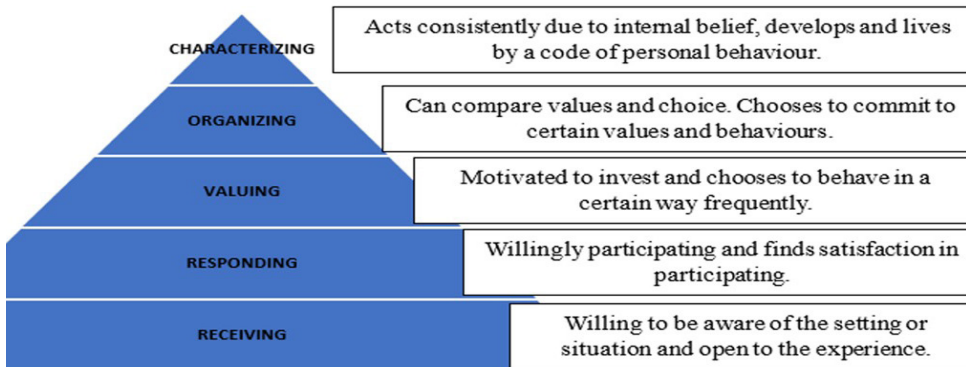 CHARACTERIZING
Acts consistently due to internal belief, develops and lives
by a code of personal behaviour.
ORGANIZING
Can compare values and choice. Chooses to commit to
certain values and behaviours.
VALUING
Motivated to invest and chooses to behave in a
certain way frequently.
RESPONDING
Willingly participating and finds satisfaction in
participating.
RECEIVING
Willing to be aware of the setting or
situation and open to the experience.